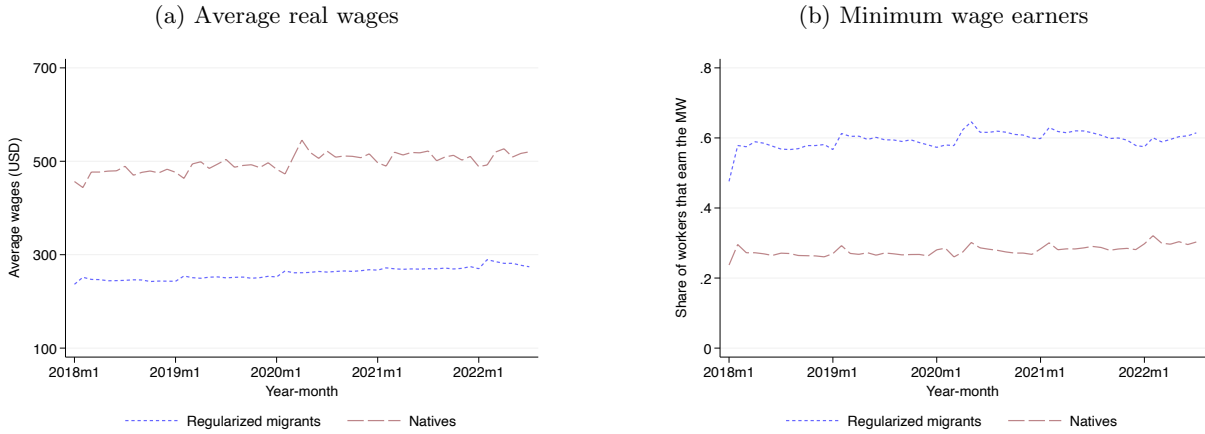 (a) Average real wages
700
500
300
100
Average wages (USD)
2018m1 2019m1 2020m1 2021m1 2022m1
Year-month
Regularized migrants Natives
(b) Minimum wage earners
.8
.6
.4
.2
0
Share of workers that earn the MW
2018m1 2019m1 2020m1 2021m1 2022m1
Year-month
Regularized migrants Natives